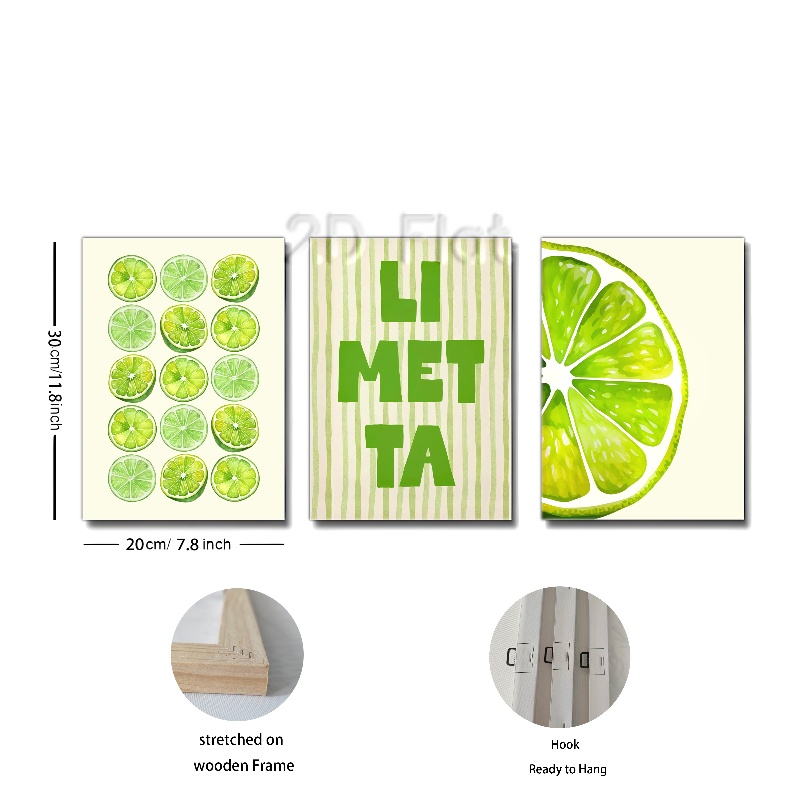 2D Flat
LI
MET
TA
30cm/11.8inch
20cm/ 7.8 inch
stretched on
wooden Frame
Hook
Ready to Hang